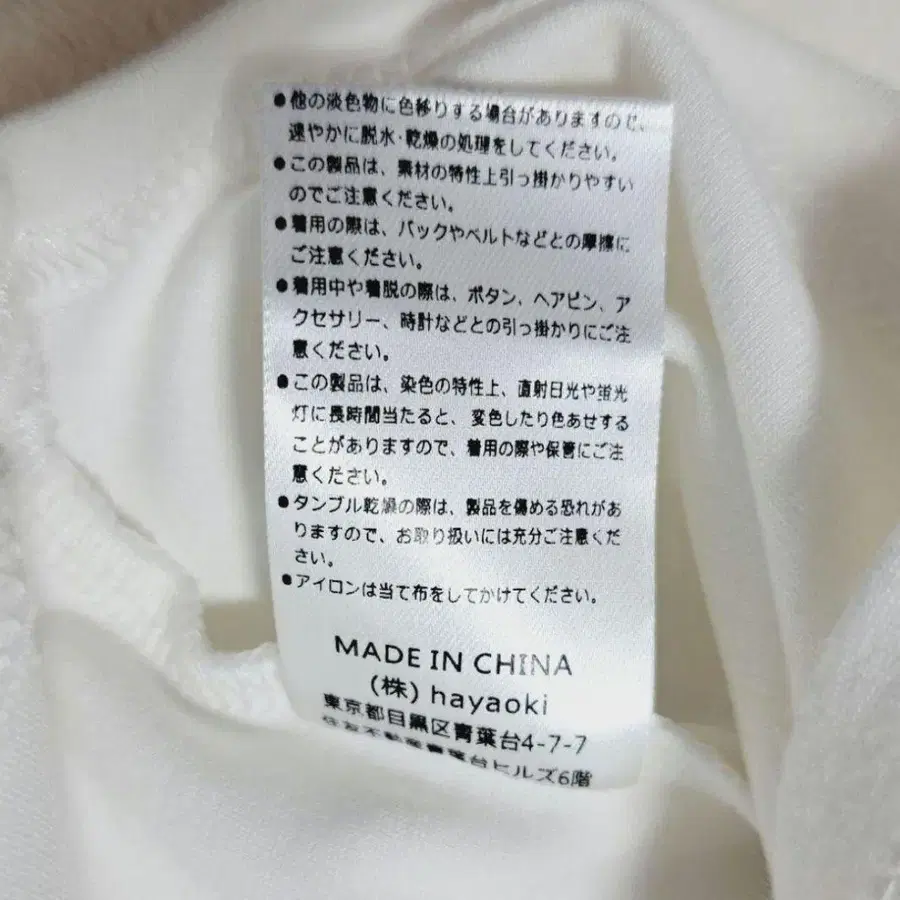 ●他の淡色物に色移りする場合がありますので、
速やかに脱水·乾燥の処理をしてください。
●この製品は、素材の特性上引っ掛かりやすい
のでご注意ください。
●着用の際は、バックやベルトなどとの摩擦に
ご注意ください。
●着用中や着脱の際は、ボタン、ヘアピン、ア
クセサリー、時計などとの引っ掛かりにご注
意ください。
●この製品は、染色の特性上、直射日光や蛍光
灯に長時間当たると、変色したり色あせする
ことがありますので、着用の際や保管にご注
意ください。
●タンブル乾燥の際は、製品を傷める恐れがあ
りますので、お取り扱いには充分ご注意くだ
さい。
●アイロンは当て布をしてかけてください。
MADE IN CHINA
(株) hayaoki
東京都目黒区青葉台4-7-7
住友不動産青葉台ヒルズ6階